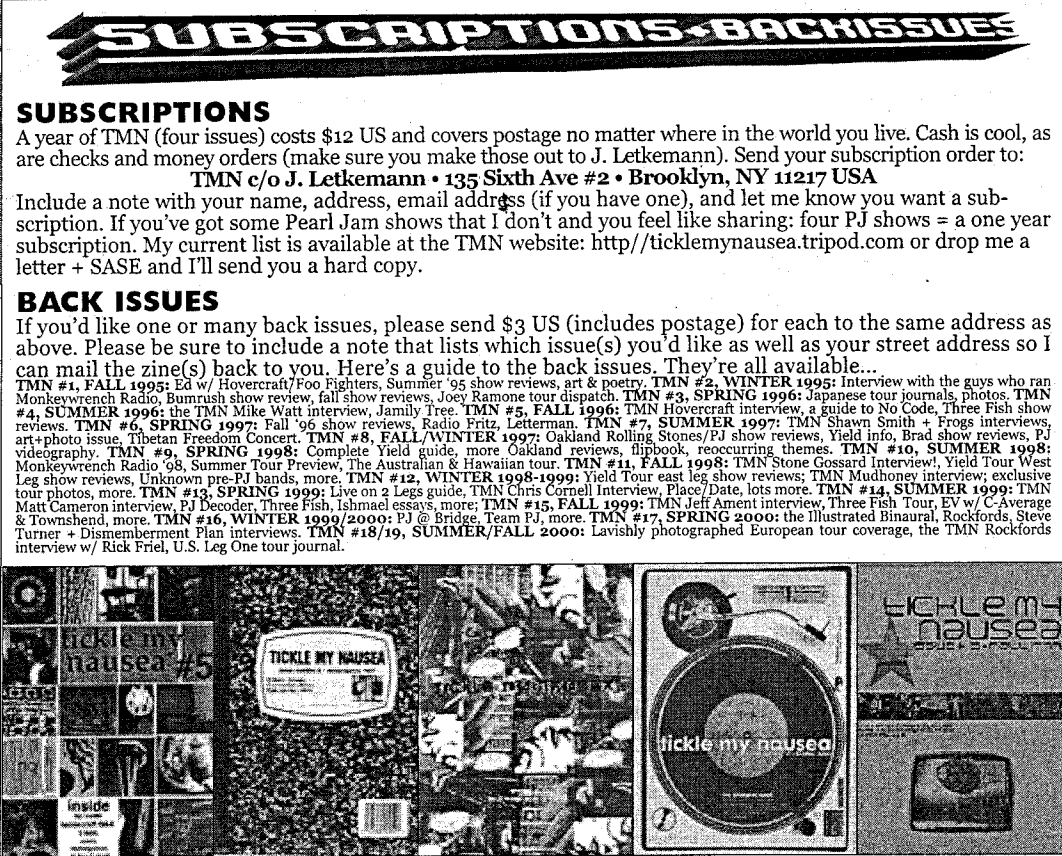 SUBSCRIPTIONS+BACKISSUES
SUBSCRIPTIONS
A year of TMN (four issues) costs $12 US and covers postage no matter where in the world you live. Cash is cool, as
are checks and money orders (make sure you make those out to J. Letkemann). Send your subscription order to:
TMN c/o J. Letkemann • 135 Sixth Ave #2 • Brooklyn, NY 11217 USA
Include a note with your name, address, email address (if you have one), and let me know you want a sub-
scription. If you've got some Pearl Jam shows that I don't and you feel like sharing: four PJ shows = a one year
subscription. My current list is available at the TMN website: http//ticklemynausea.tripod.com or drop me a
letter + SASE and I'll send you a hard copy.
BACK ISSUES
If you'd like one or many back issues, please send $3 US (includes postage) for each to the same address as
above. Please be sure to include a note that lists which issue(s) you'd like as well as your street address so I
can mail the zine(s) back to you. Here's a guide to the back issues. They're all available...
TMN #1, FALL 1995: Ed w/ Hovercraft/Foo Fighters, Summer '95 show reviews, art & poetry. TMN #2, WINTER 1995: Interview with the guys who ran
Monkeywrench Radio, Bumrush show review, fall show reviews, Joey Ramone tour dispatch. TMN #3, SPRING 1996: Japanese tour journals, photos. TMN
#4, SUMMER 1996: the TMN Mike Watt interview, Jamily Tree. TMN #5, FALL 1996: TMN Hovercraft interview, a guide to No Code, Three Fish show
reviews. TMN #6, SPRING 1997: Fall '96 show reviews, Radio Fritz, Letterman. TMN #7, SUMMER 1997: TMN Shawn Smith + Frogs interviews,
art+photo issue, Tibetan Freedom Concert. TMN #8, FALL/WINTER 1997: Oakland Rolling Stones/PJ show reviews, Yield info, Brad show reviews, PJ
videography. TMN #9, SPRING 1998: Complete Yield guide, more Oakland reviews, flipbook, reoccurring themes. TMN #10, SUMMER 1998:
Monkeywrench Radio '98, Summer Tour Preview, The Australian & Hawaiian tour. TMN #11, FALL 1998: TMN Stone Gossard Interview!, Yield Tour West
Leg show reviews, Unknown pre-PJ bands, more. TMN #12, WINTER 1998-1999: Yield Tour east leg show reviews; TMN Mudhoney interview; exclusive
tour photos, more. TMN #13, SPRING 1999: Live on 2 Legs guide, TMN Chris Cornell Interview, Place/Date, lots more. TMN #14, SUMMER 1999: TMN
Matt Cameron interview, PJ Decoder, Three Fish, Ishmael essays, more; TMN #15, FALL 1999: TMN Jeff Ament interview, Three Fish Tour, EV w/ C-Average
& Townshend, more. TMN #16, WINTER 1999/2000: PJ @ Bridge, Team PJ, more. TMN #17, SPRING 2000: the Illustrated Binaural, Rockfords, Steve
Turner + Dismemberment Plan interviews. TMN #18/19, SUMMER/FALL 2000: Lavishly photographed European tour coverage, the TMN Rockfords
interview w/ Rick Friel, U.S. Leg One tour journal.
tickle my
nausea #5
inside
TICKLE MY NAUSEA
tickle my nausea
tickle my
nausea